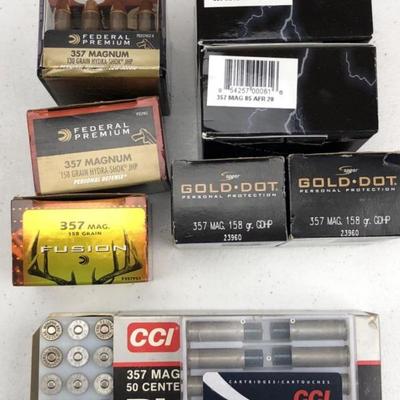 FEDERAL
PREMIUM
357 MAGNUM
130 GRAIN HYDRA-SHOK JHP
357 MAG 85 AFR 20
FEDERAL
PREMIUM
357 MAGNUM
158 GRAIN HYDRA-SHOK JHP
PERSONAL DEFENSE
357 MAG.
158 GRAIN
FUSION
speer
GOLD DOT
PERSONAL PROTECTION
357 MAG. 158 gr. GDHP
23960
speer
GOLD DOT
PERSONAL PROTECTION
357 MAG. 158 gr. GDHP
23960
CCI
357 MAG
50 CENTE
CARTRIDGES/CARTOUCHES
CCI